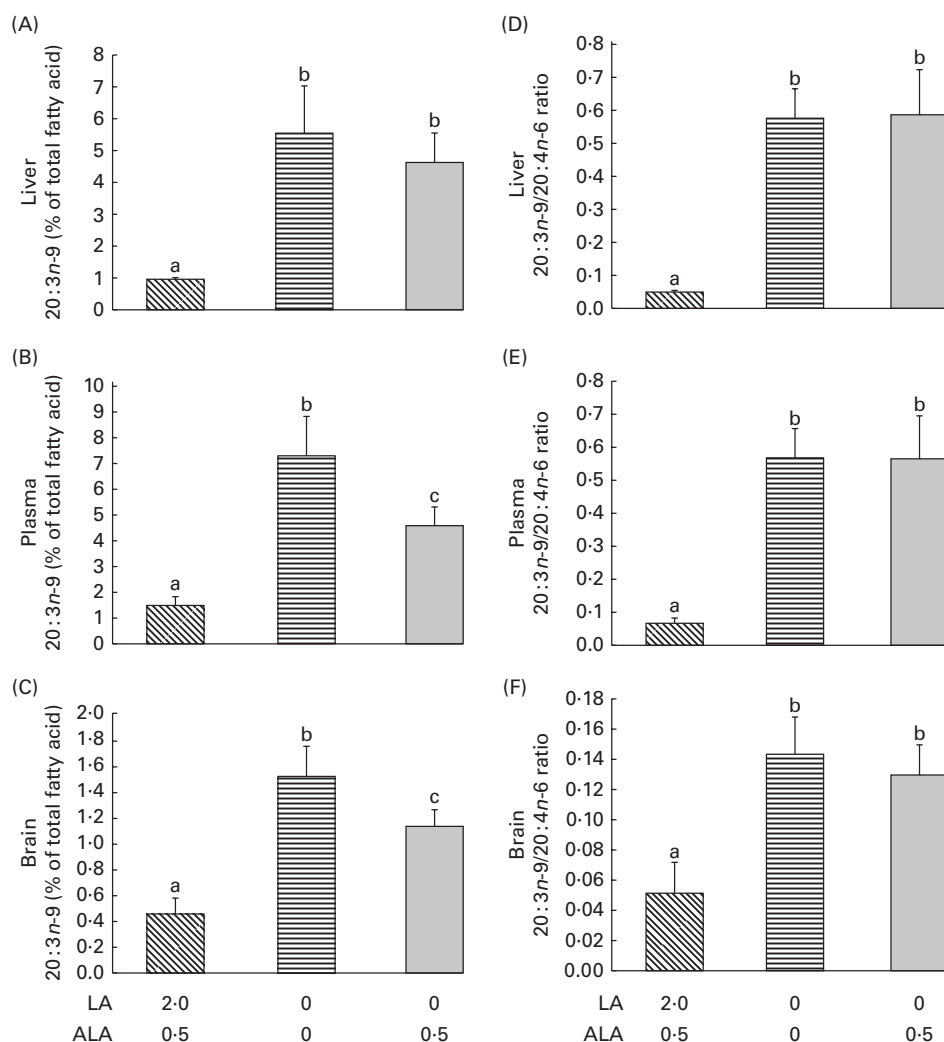 (A)
Liver
20:3n-9 (% of total fatty acid)
8
7
6
5
4
3
2
1
0
a
b
b
(D)
Liver
20:3n-9/20:4n-6 ratio
0·8
0·7
0·6
0·5
0·4
0·3
0·2
0·1
0·0
a
b
b
(B)
Plasma
20:3n-9 (% of total fatty acid)
10
9
8
7
6
5
4
3
2
1
0
a
b
c
(E)
Plasma
20:3n-9/20:4n-6 ratio
0·8
0·7
0·6
0·5
0·4
0·3
0·2
0·1
0·0
a
b
b
(C)
Brain
20:3n-9 (% of total fatty acid)
2·0
1·8
1·6
1·4
1·2
1·0
0·8
0·6
0·4
0·2
0·0
a
b
c
(F)
Brain
20:3n-9/20:4n-6 ratio
0·18
0·16
0·14
0·12
0·10
0·08
0·06
0·04
0·02
0·00
a
b
b
LA 2·0 0 0 2·0 0 0
ALA 0·5 0 0·5 0·5 0 0·5